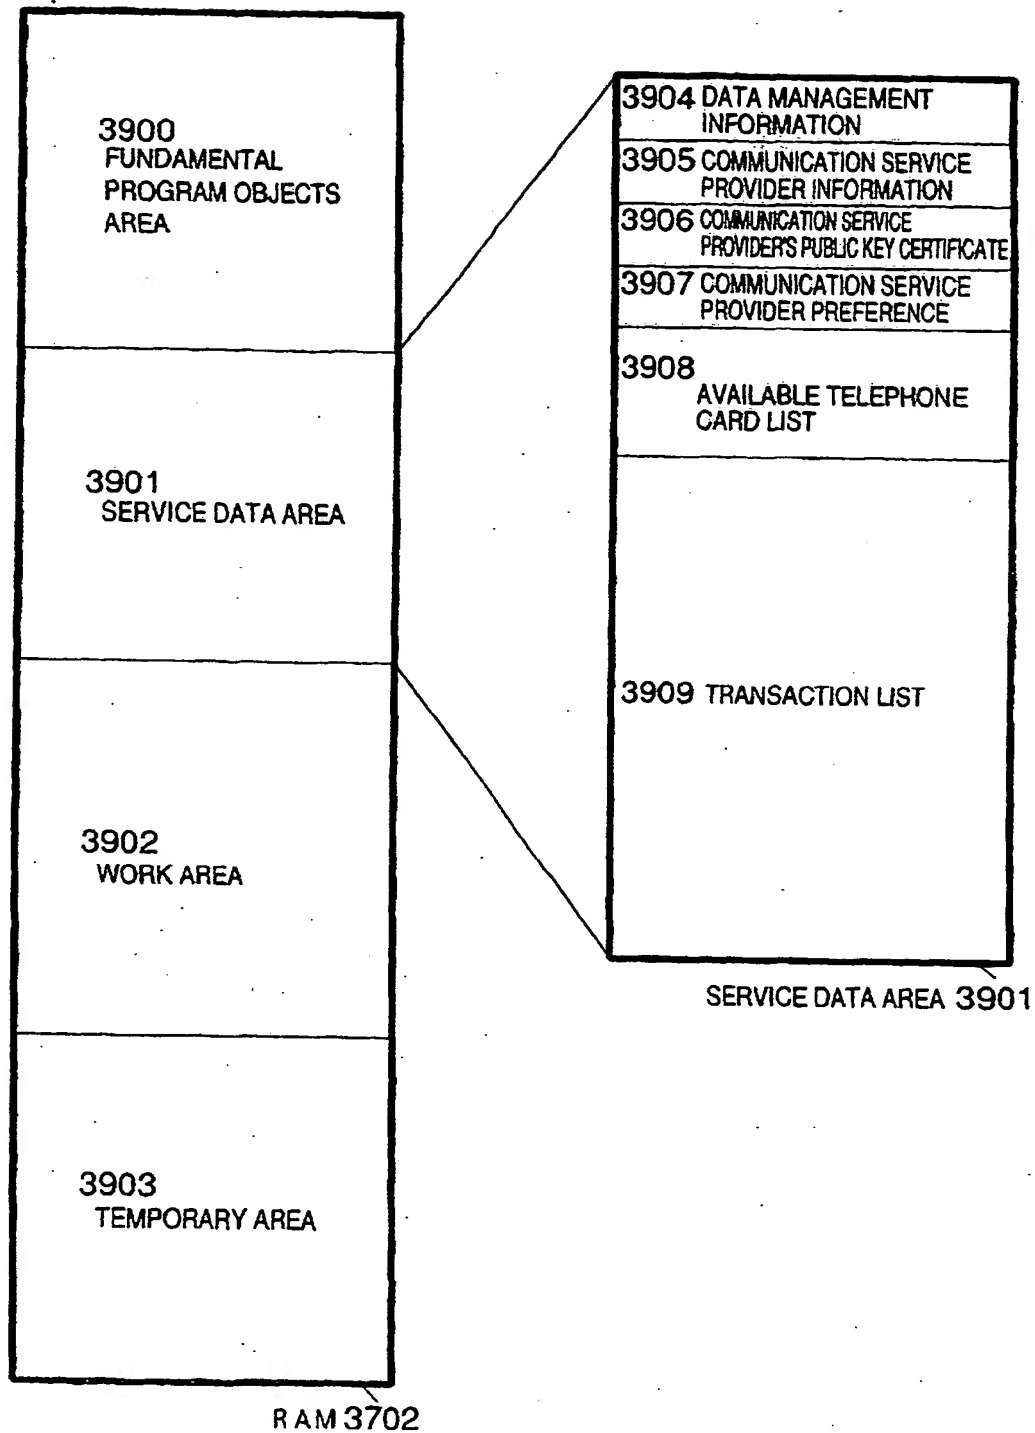 3900
FUNDAMENTAL
PROGRAM OBJECTS
AREA
3901
SERVICE DATA AREA
3902
WORK AREA
3903
TEMPORARY AREA
RAM 3702
3904 DATA MANAGEMENT
INFORMATION
3905 COMMUNICATION SERVICE
PROVIDER INFORMATION
3906 COMMUNICATION SERVICE
PROVIDER'S PUBLIC KEY CERTIFICATE
3907 COMMUNICATION SERVICE
PROVIDER PREFERENCE
3908
AVAILABLE TELEPHONE
CARD LIST
3909 TRANSACTION LIST
SERVICE DATA AREA 3901